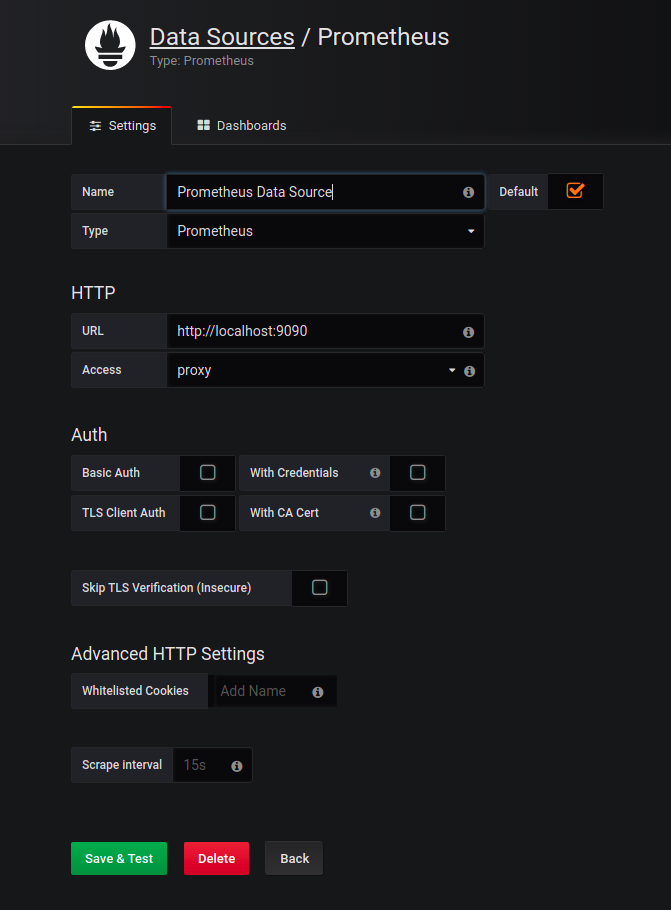 Data Sources / Prometheus
Type: Prometheus
Settings Dashboards
Name Prometheus Data Source Default
Type Prometheus
HTTP
URL http://localhost:9090
Access proxy
Auth
Basic Auth With Credentials
TLS Client Auth With CA Cert
Skip TLS Verification (Insecure)
Advanced HTTP Settings
Whitelisted Cookies Add Name
Scrape interval 15s
Save & Test Delete Back